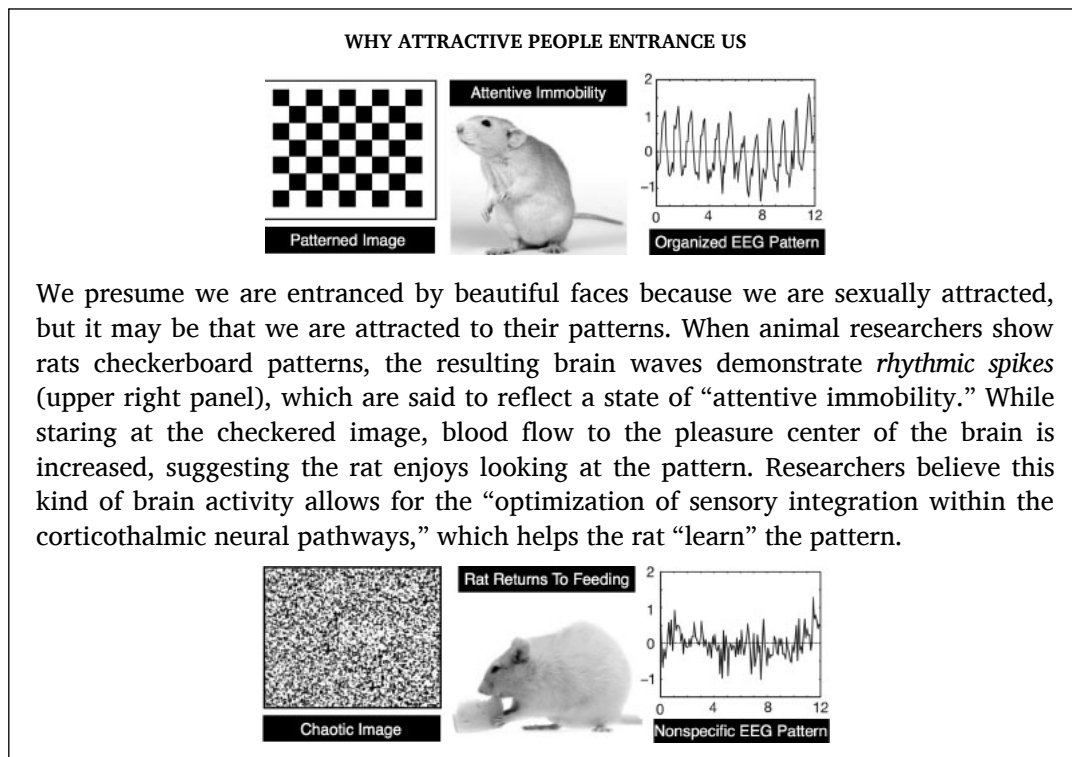 WHY ATTRACTIVE PEOPLE ENTRANCE US
Attentive Immobility
2
1
0
−1
0 4 8 12
Patterned Image
Organized EEG Pattern
We presume we are entranced by beautiful faces because we are sexually attracted,
but it may be that we are attracted to their patterns. When animal researchers show
rats checkerboard patterns, the resulting brain waves demonstrate rhythmic spikes
(upper right panel), which are said to reflect a state of “attentive immobility.” While
staring at the checkered image, blood flow to the pleasure center of the brain is
increased, suggesting the rat enjoys looking at the pattern. Researchers believe this
kind of brain activity allows for the “optimization of sensory integration within the
corticothalmic neural pathways,” which helps the rat “learn” the pattern.
Rat Returns To Feeding
2
1
0
−1
0 4 8 12
Chaotic Image
Nonspecific EEG Pattern